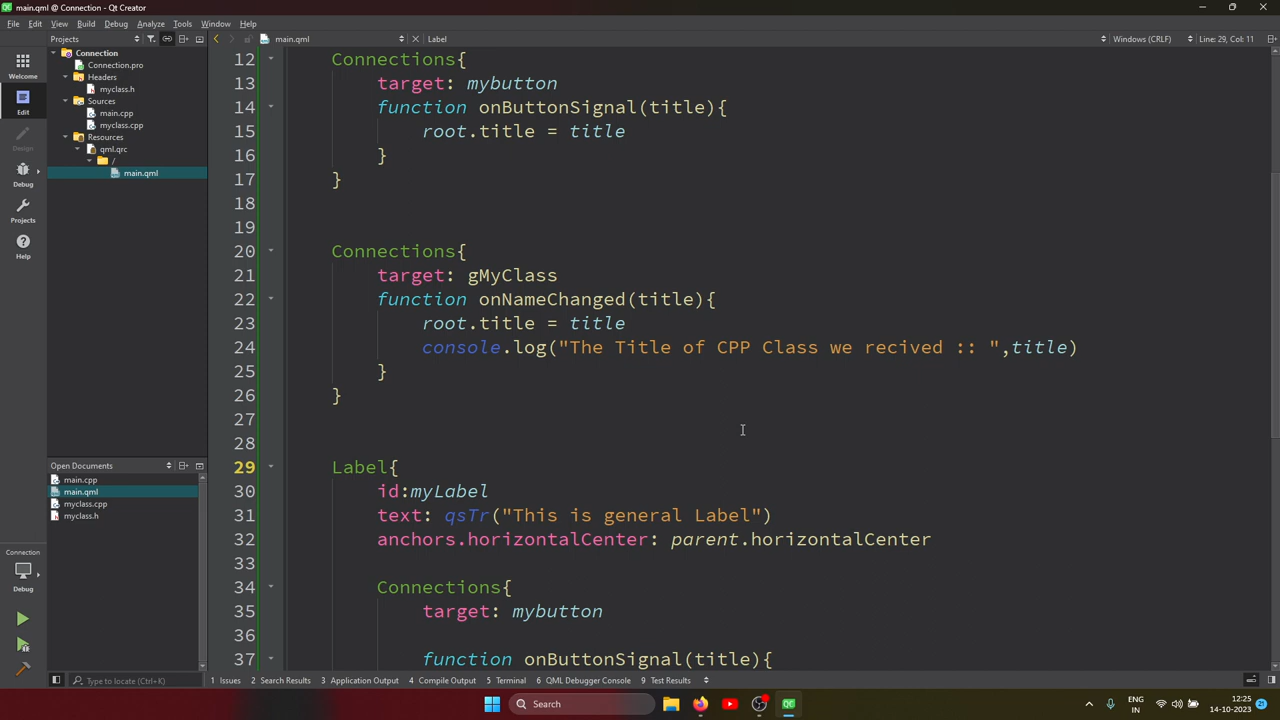 main.qml @ Connection - Qt Creator
File Edit View Build Debug Analyze Tools Window Help
Projects
main.qml
Label
Windows (CRLF)
Line: 29, Col: 11
Welcome
Edit
Design
Debug
Projects
Help
Connection
Connection.pro
Headers
myclass.h
Sources
main.cpp
myclass.cpp
Resources
qml.qrc
/
main.qml
Open Documents
main.cpp
main.qml
myclass.cpp
myclass.h
Connection
Debug
12 Connections{
13 target: mybutton
14 function onButtonSignal(title){
15 root.title = title
16 }
17 }
18
19
20 Connections{
21 target: gMyClass
22 function onNameChanged(title){
23 root.title = title
24 console.log("The Title of CPP Class we recived :: ",title)
25 }
26 }
27
28
29 Label{
30 id:myLabel
31 text: qsTr("This is general Label")
32 anchors.horizontalCenter: parent.horizontalCenter
33
34 Connections{
35 target: mybutton
36
37 function onButtonSignal(title){
Type to locate (Ctrl+K)
1 Issues 2 Search Results 3 Application Output 4 Compile Output 5 Terminal 6 QML Debugger Console 9 Test Results
Search
ENG
IN
12:25
14-10-2023